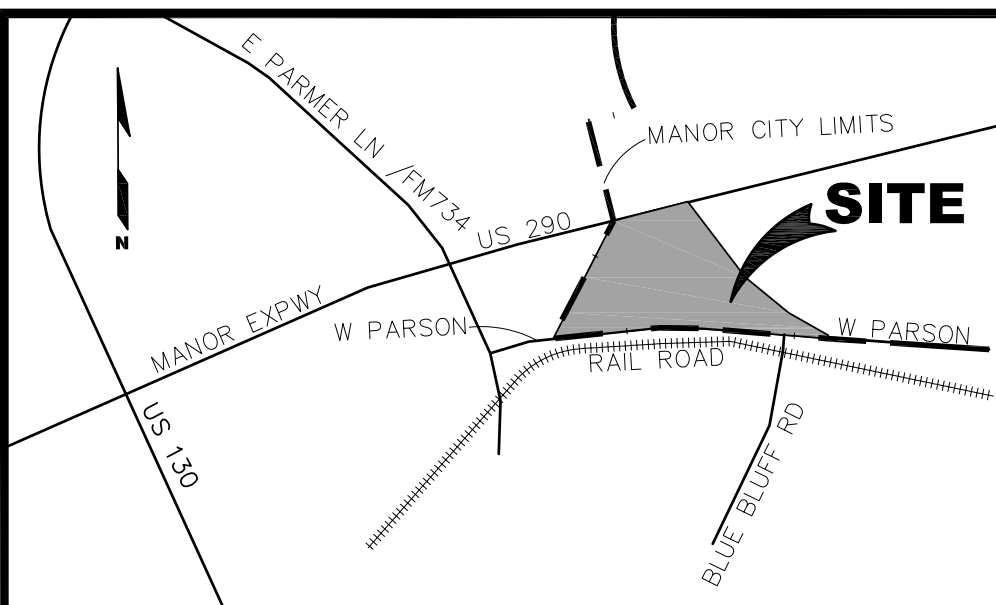 E PARMER LN /FM734
MANOR CITY LIMITS
SITE
N
US 290
MANOR EXPWY
W PARSON
W PARSON
RAIL ROAD
US 130
BLUE BLUFF RD